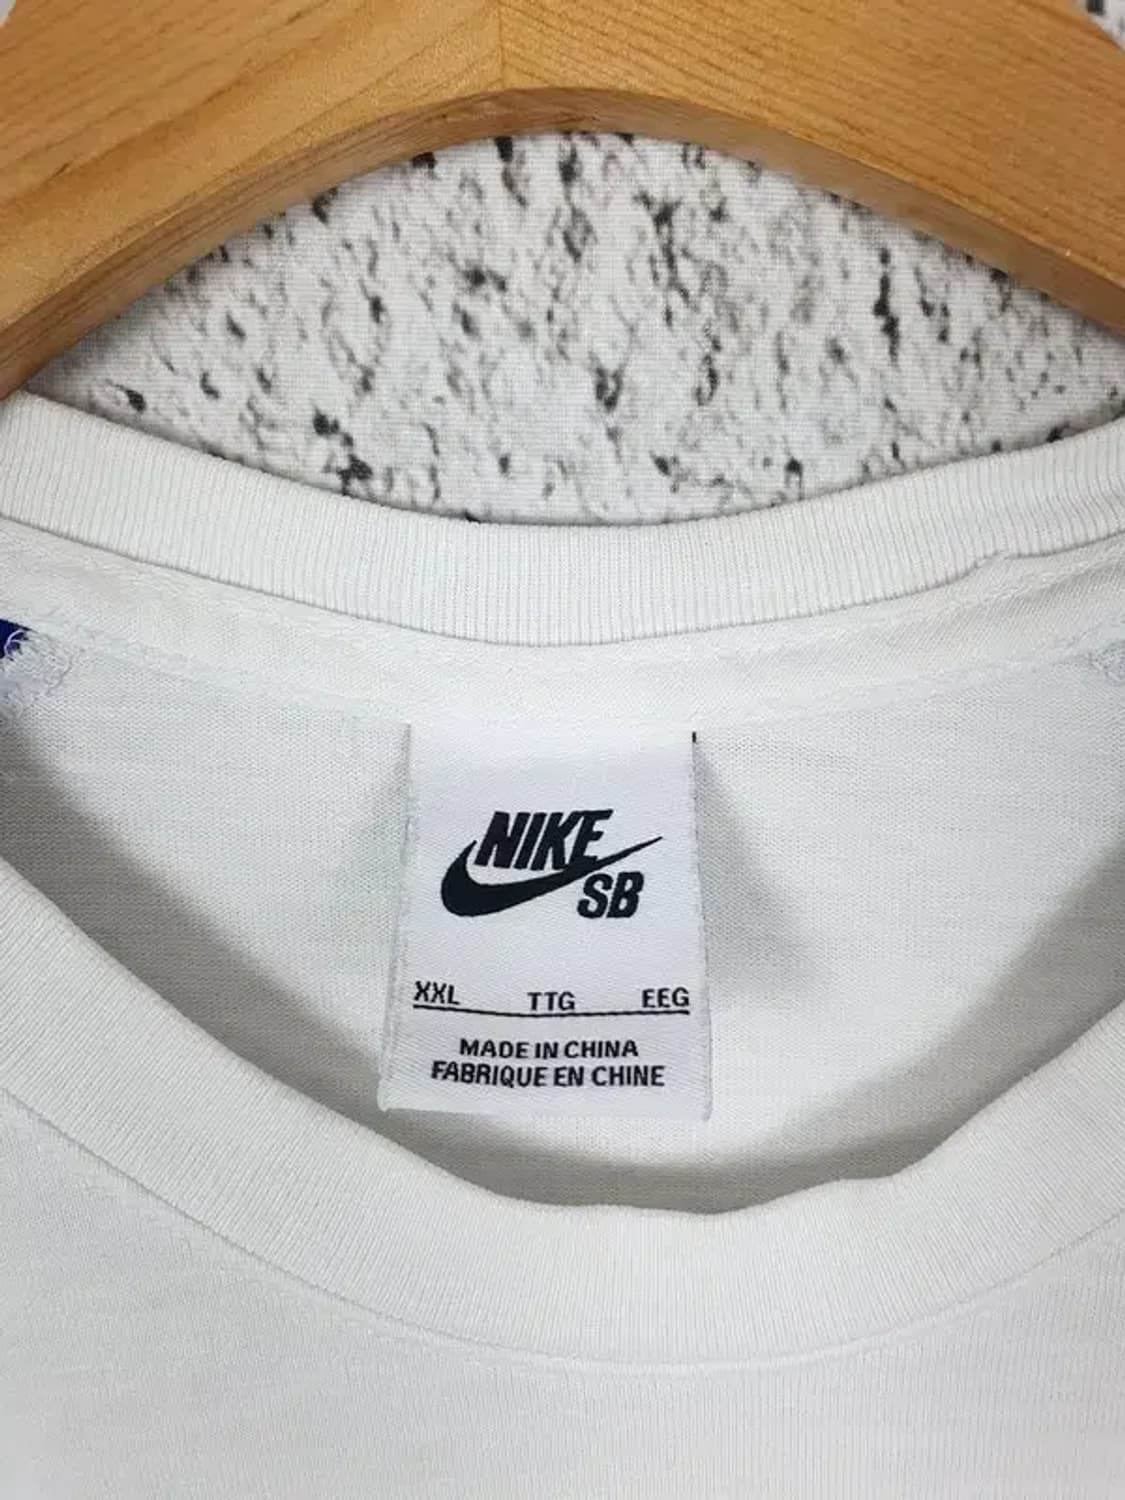 NIKE
SB
XXL TTG EEG
MADE IN CHINA
FABRIQUE EN CHINE